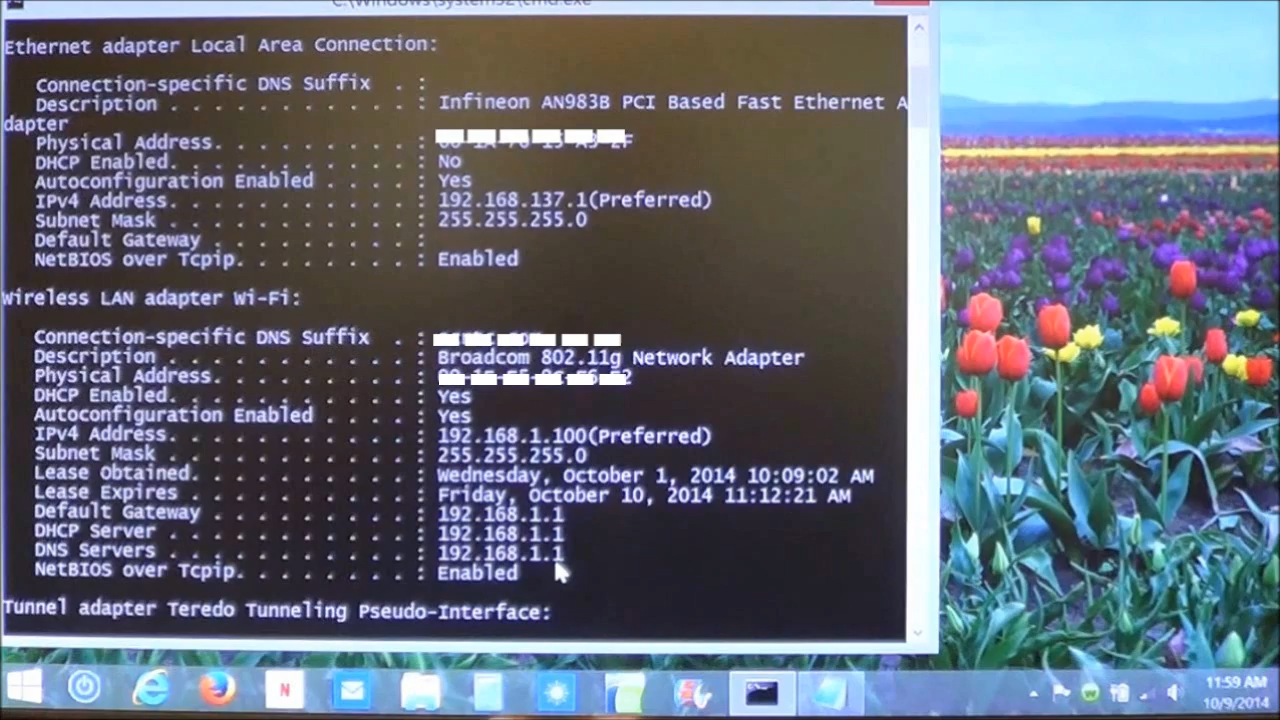 C:\Windows\system32\cmd.exe
Ethernet adapter Local Area Connection:
Connection-specific DNS Suffix . :
Description . . . . . . . . . . . : Infineon AN983B PCI Based Fast Ethernet A
dapter
Physical Address. . . . . . . . . :
DHCP Enabled. . . . . . . . . . . : No
Autoconfiguration Enabled . . . . : Yes
IPv4 Address. . . . . . . . . . . : 192.168.137.1(Preferred)
Subnet Mask . . . . . . . . . . . : 255.255.255.0
Default Gateway . . . . . . . . . :
NetBIOS over Tcpip. . . . . . . . : Enabled
Wireless LAN adapter Wi-Fi:
Connection-specific DNS Suffix . :
Description . . . . . . . . . . . : Broadcom 802.11g Network Adapter
Physical Address. . . . . . . . . :
DHCP Enabled. . . . . . . . . . . : Yes
Autoconfiguration Enabled . . . . : Yes
IPv4 Address. . . . . . . . . . . : 192.168.1.100(Preferred)
Subnet Mask . . . . . . . . . . . : 255.255.255.0
Lease Obtained. . . . . . . . . . : Wednesday, October 1, 2014 10:09:02 AM
Lease Expires . . . . . . . . . . : Friday, October 10, 2014 11:12:21 AM
Default Gateway . . . . . . . . . : 192.168.1.1
DHCP Server . . . . . . . . . . . : 192.168.1.1
DNS Servers . . . . . . . . . . . : 192.168.1.1
NetBIOS over Tcpip. . . . . . . . : Enabled
Tunnel adapter Teredo Tunneling Pseudo-Interface:
N
11:59 AM
10/9/2014